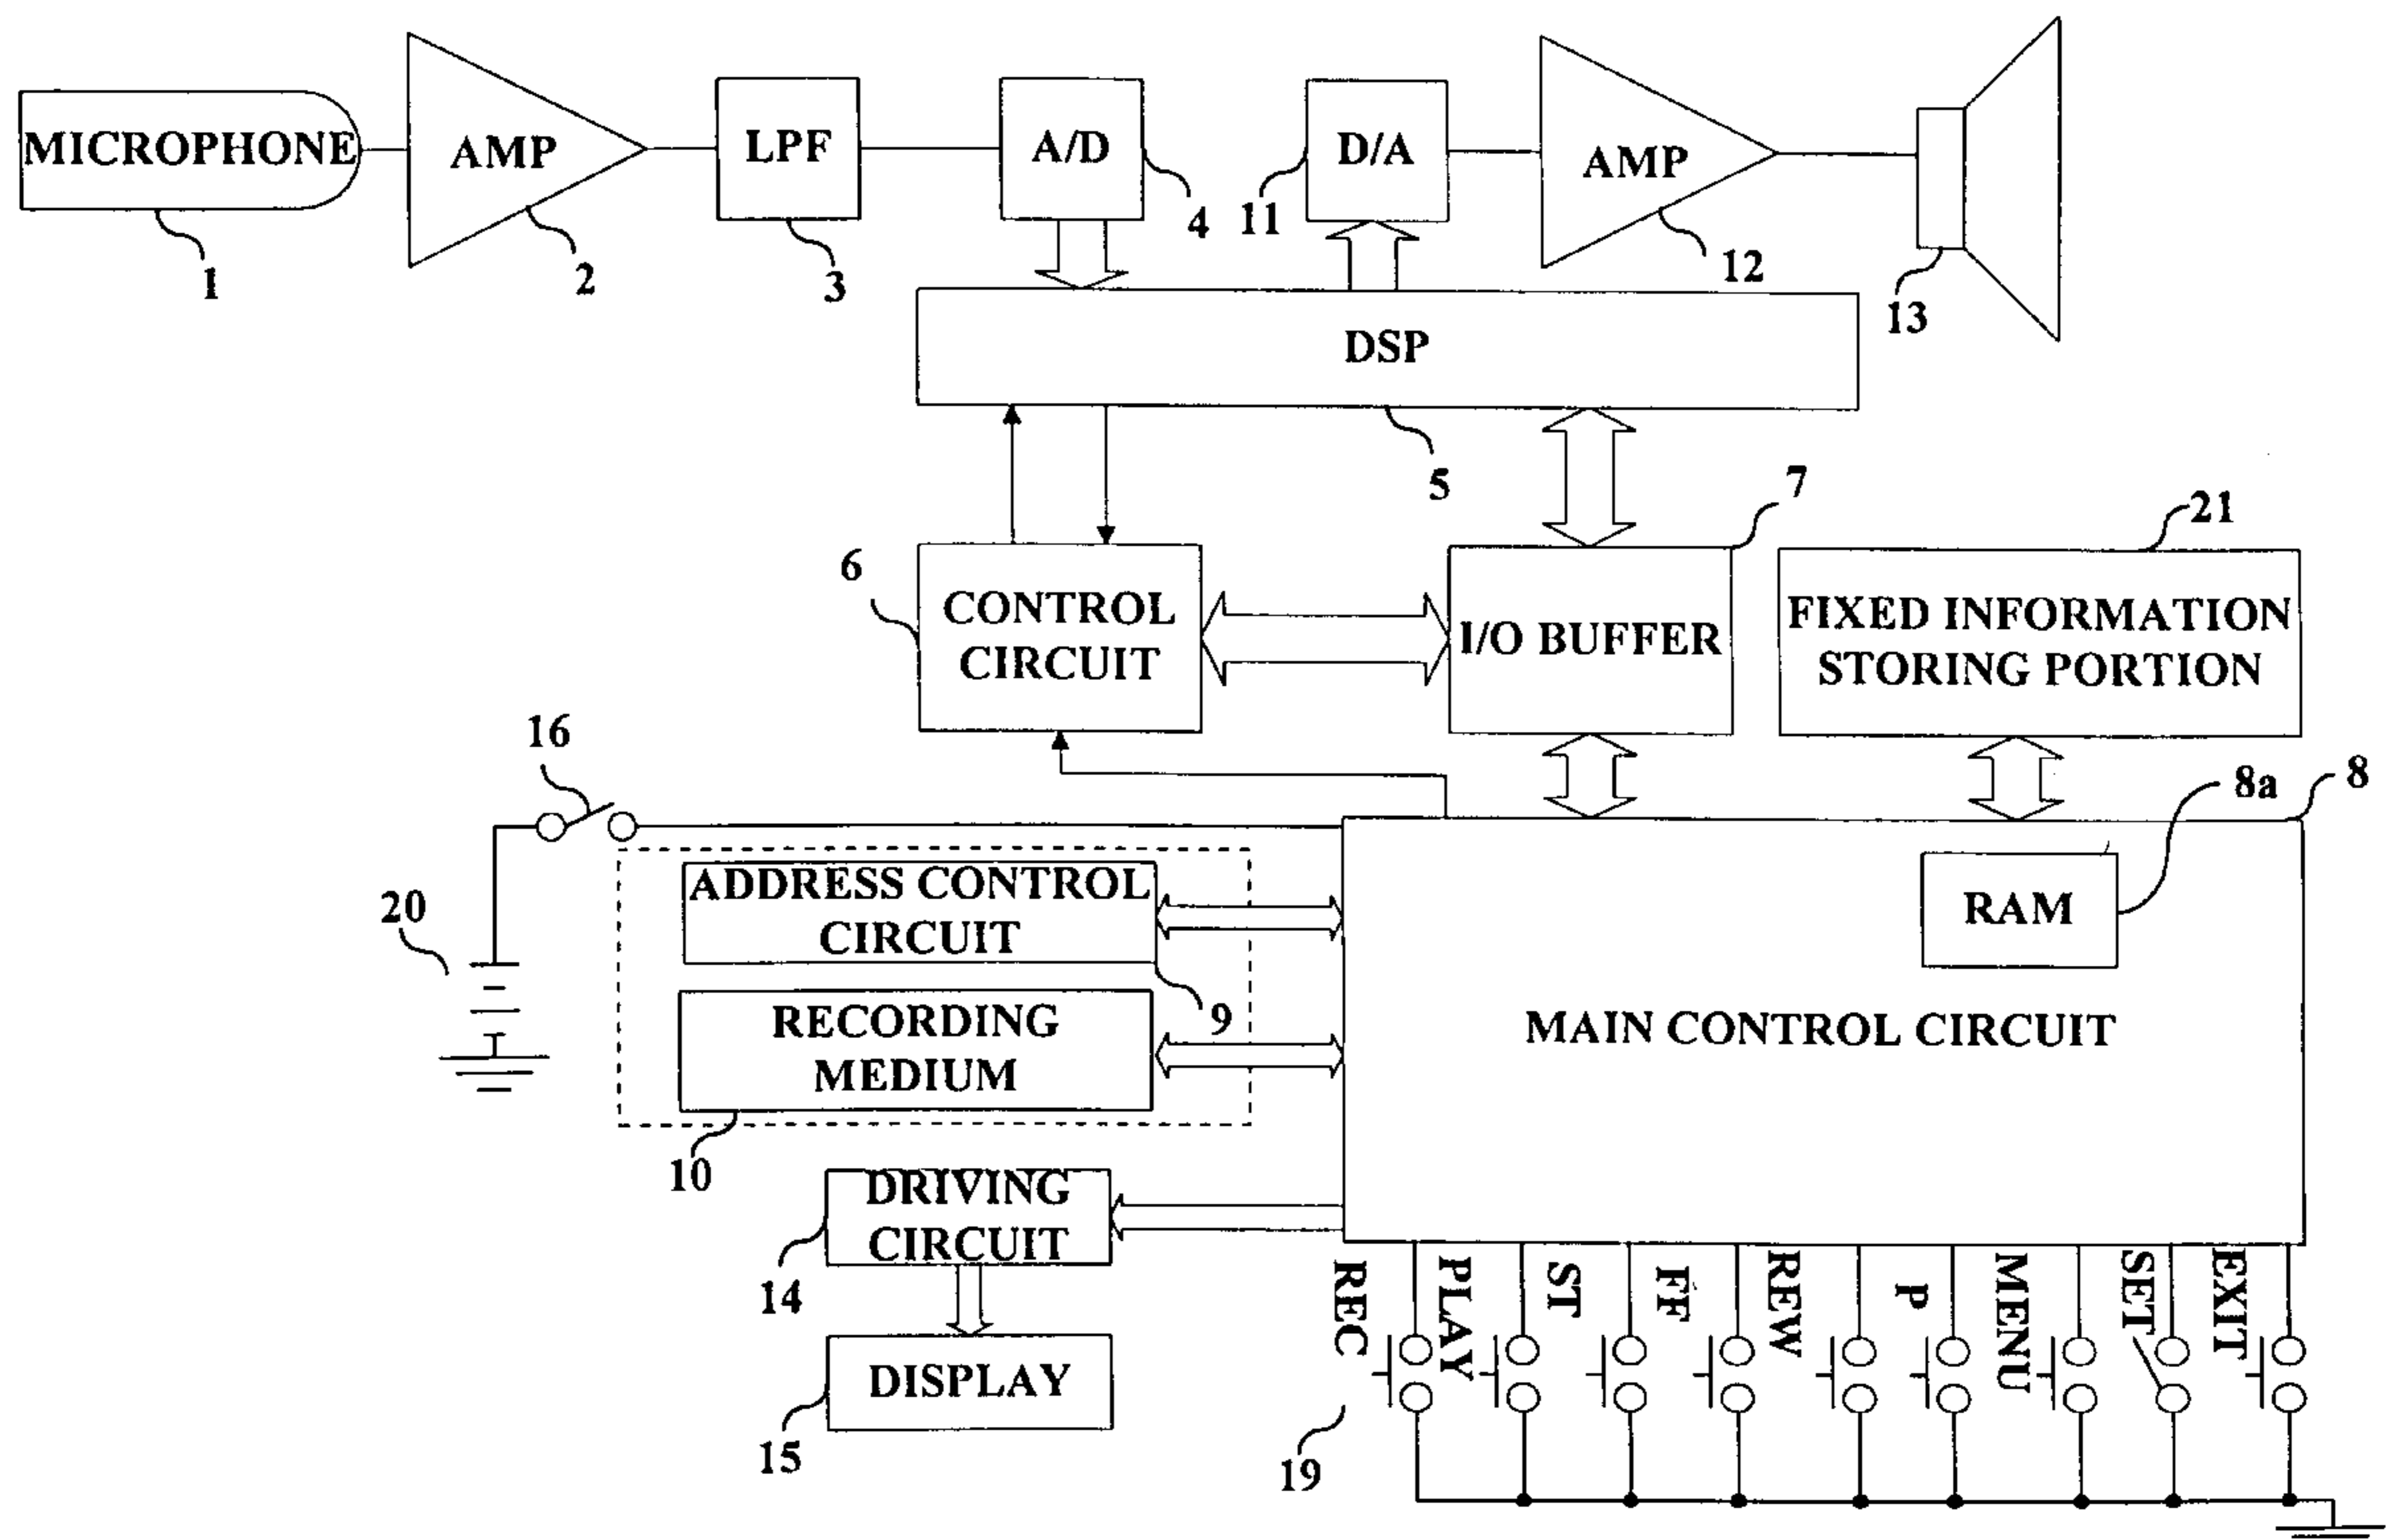 MICROPHONE
AMP
LPF
A/D
D/A
AMP
1
2
3
4
11
12
13
DSP
5
7
21
6
CONTROL
CIRCUIT
I/O BUFFER
FIXED INFORMATION
STORING PORTION
16
8a
8
20
ADDRESS CONTROL
CIRCUIT
9
RAM
RECORDING
MEDIUM
MAIN CONTROL CIRCUIT
10
DRIVING
CIRCUIT
14
DISPLAY
15
REC
PLAY
ST
FF
REW
P
MENU
SET
EXIT
19